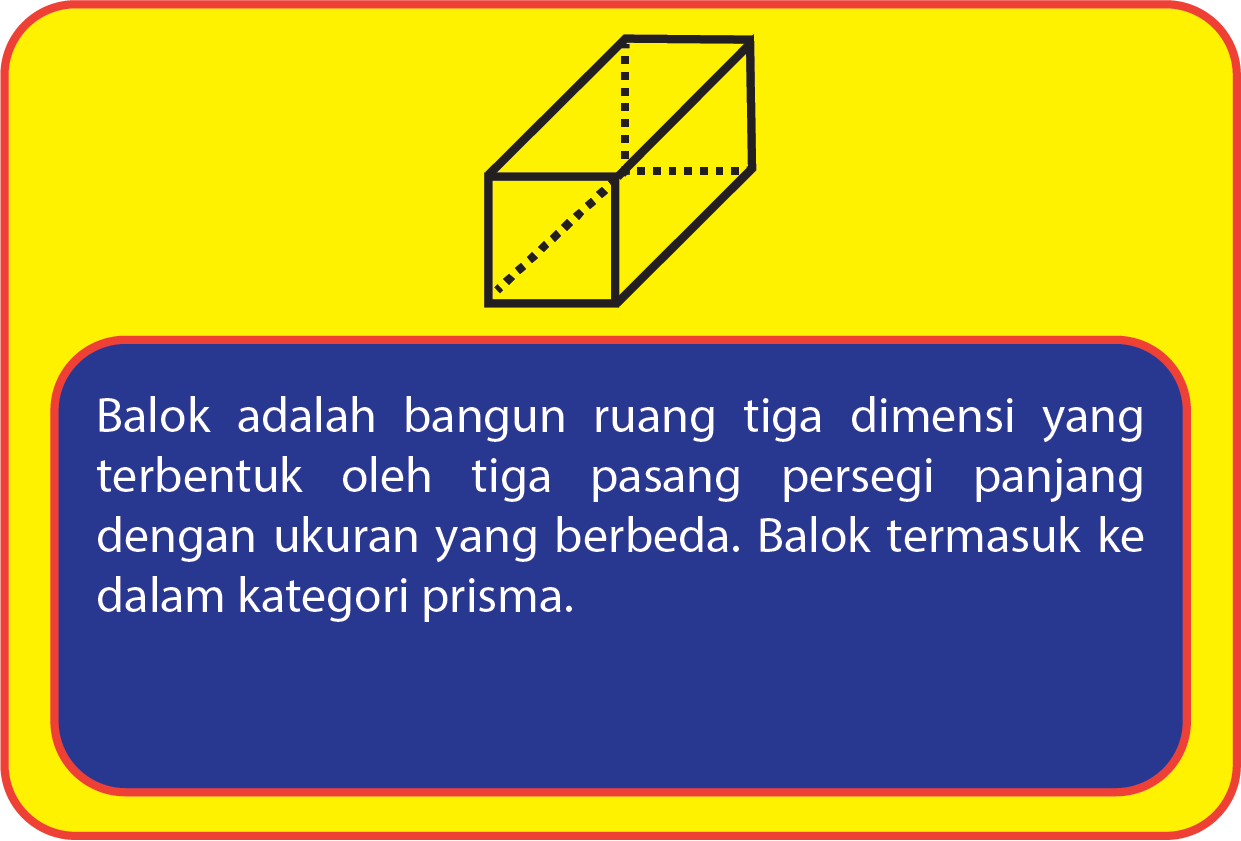 Balok adalah bangun ruang tiga dimensi yang
terbentuk oleh tiga pasang persegi panjang
dengan ukuran yang berbeda. Balok termasuk ke
dalam kategori prisma.